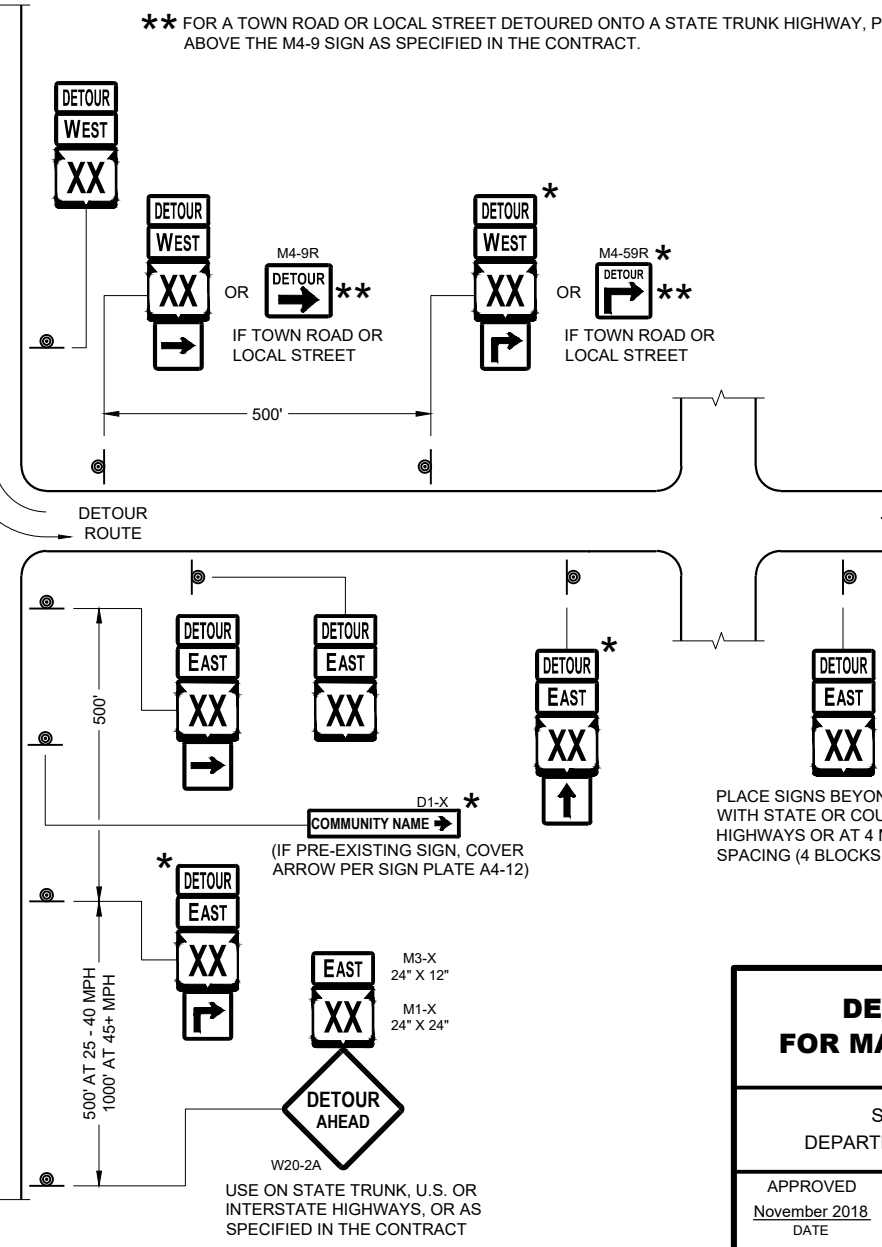 ** FOR A TOWN ROAD OR LOCAL STREET DETOURED ONTO A STATE TRUNK HIGHWAY, P
ABOVE THE M4-9 SIGN AS SPECIFIED IN THE CONTRACT.
DETOUR
WEST
XX
DETOUR
WEST
XX
OR
M4-9R
DETOUR
**
IF TOWN ROAD OR
LOCAL STREET
DETOUR *
WEST
XX
OR
M4-59R *
DETOUR
**
IF TOWN ROAD OR
LOCAL STREET
500'
DETOUR
ROUTE
DETOUR
EAST
XX
DETOUR
EAST
XX
DETOUR *
EAST
XX
DETOUR
EAST
XX
500'
D1-X *
COMMUNITY NAME
(IF PRE-EXISTING SIGN, COVER
ARROW PER SIGN PLATE A4-12)
PLACE SIGNS BEYON
WITH STATE OR COU
HIGHWAYS OR AT 4 M
SPACING (4 BLOCKS
* DETOUR
EAST
XX
500' AT 25 - 40 MPH
1000' AT 45+ MPH
EAST
M3-X
24" X 12"
XX
M1-X
24" X 24"
DETOUR
AHEAD
W20-2A
USE ON STATE TRUNK, U.S. OR
INTERSTATE HIGHWAYS, OR AS
SPECIFIED IN THE CONTRACT
DE
FOR MA
S
DEPART
APPROVED
November 2018
DATE